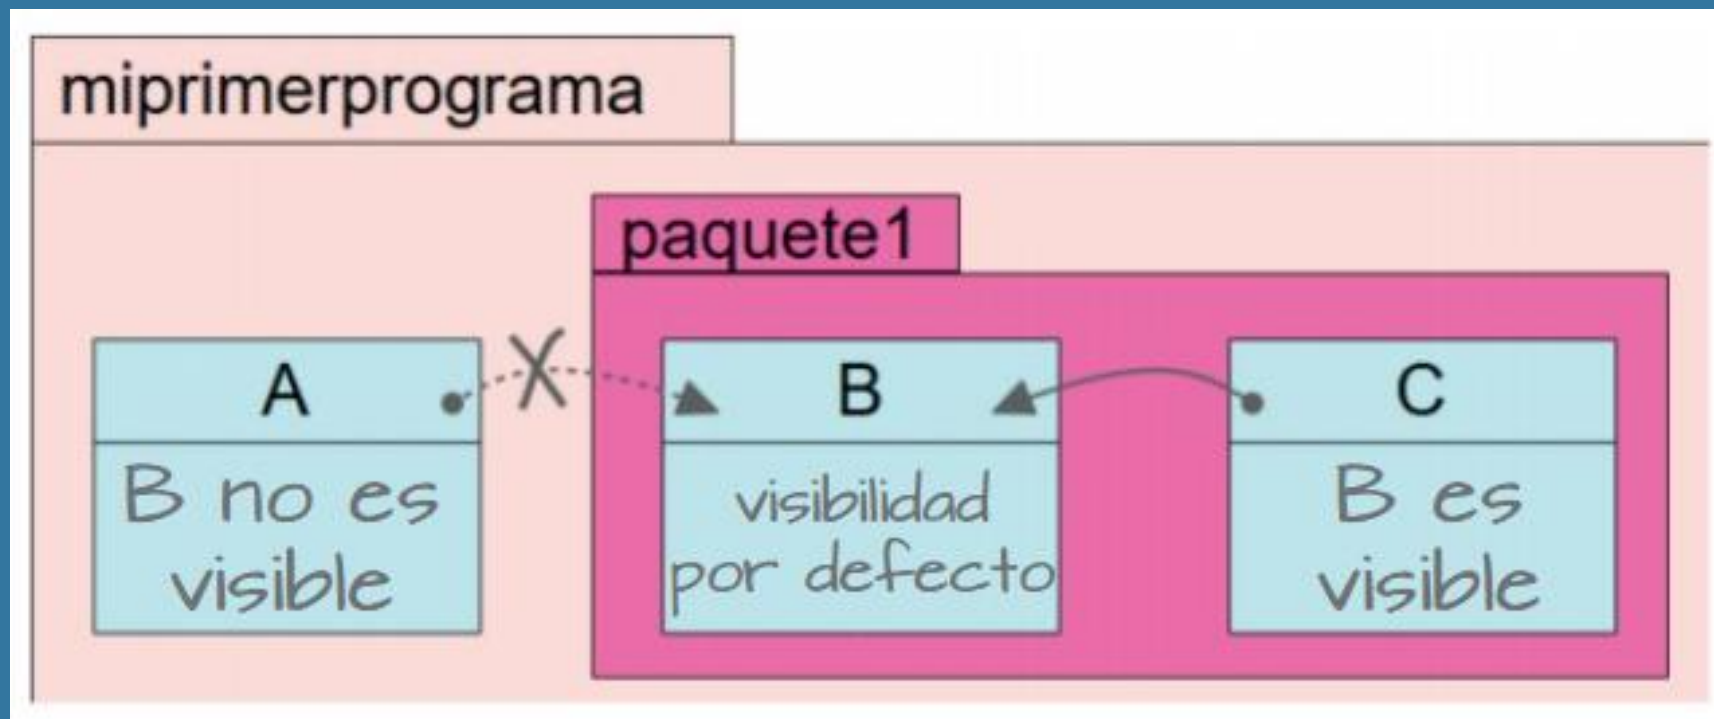 miprimerprograma
paquete1
A
B no es
visible
B
visibilidad
por defecto
C
B es
visible